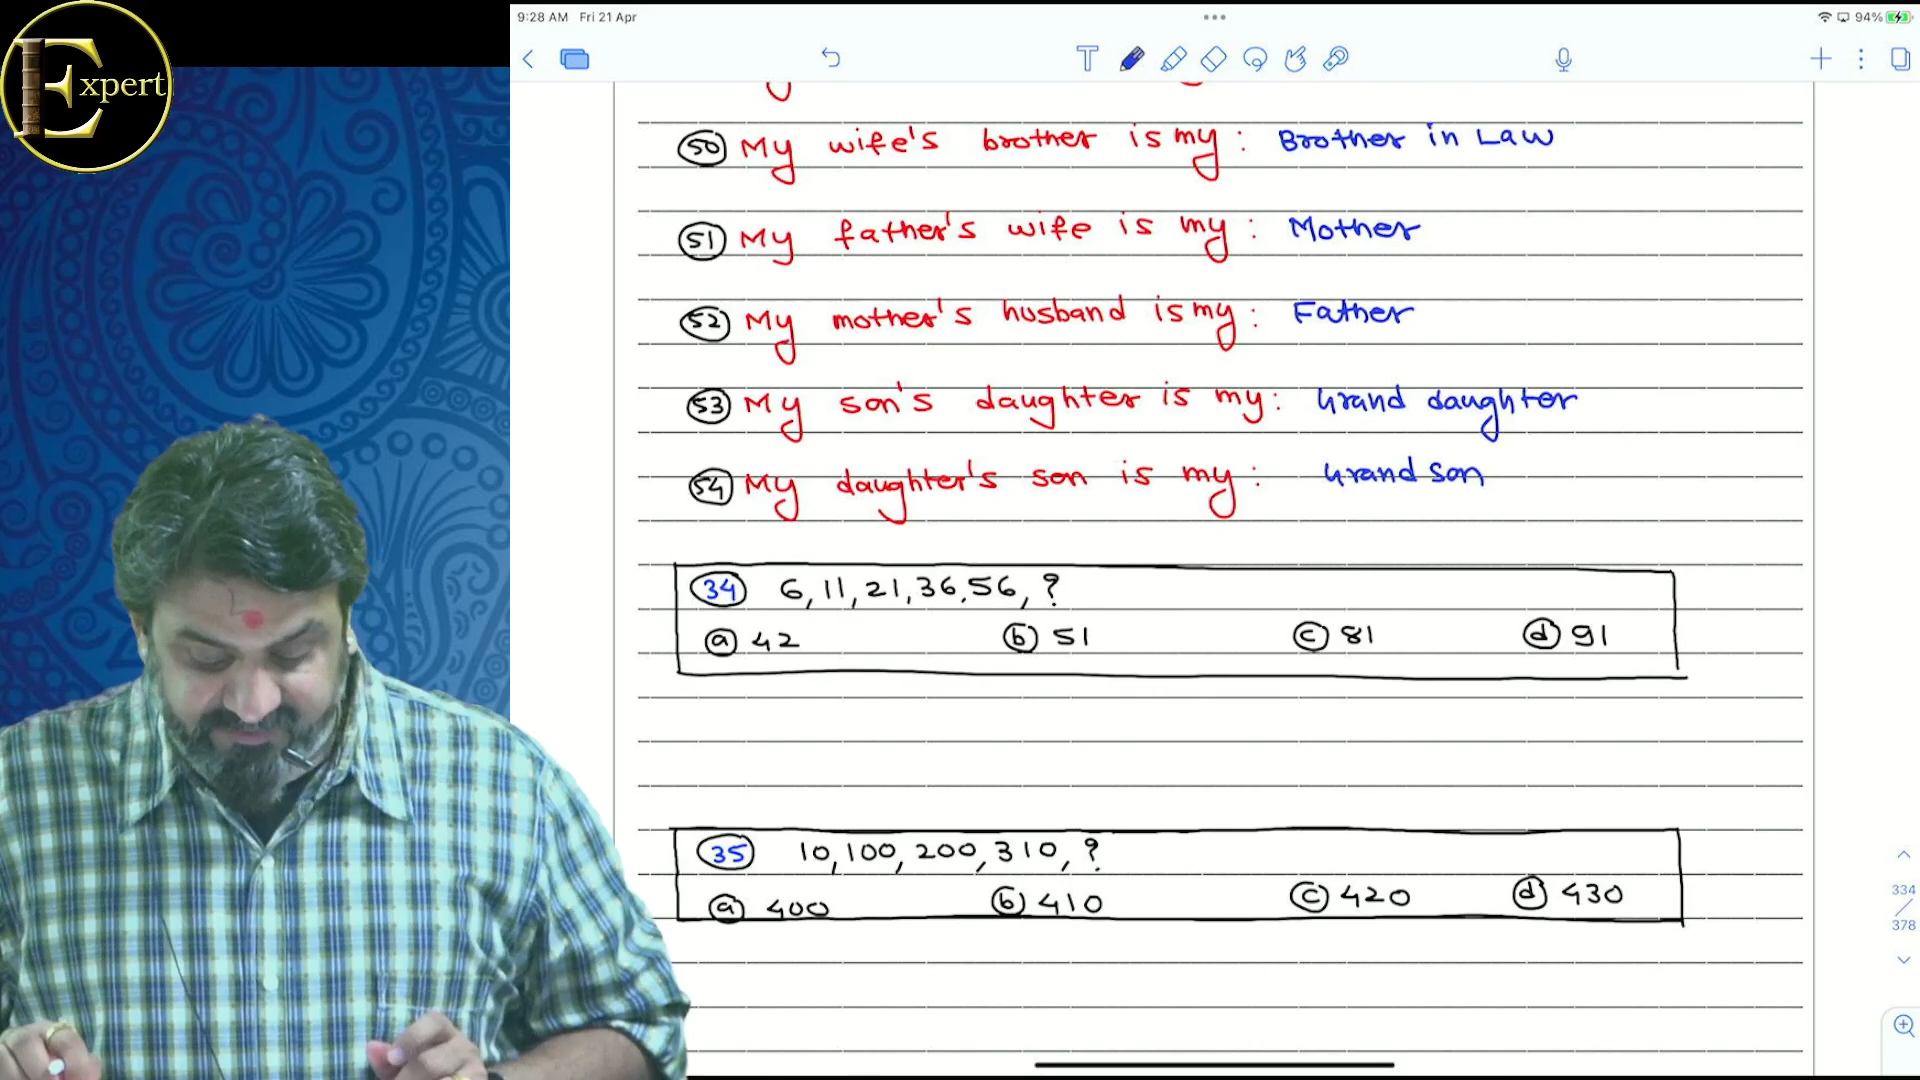 Expert
9:28 AM Fri 21 Apr
94%
50 My wife's brother is my : Brother in Law
51 My father's wife is my : Mother
52 My mother's husband is my : Father
53 My son's daughter is my : Grand daughter
54 My daughter's son is my : Grand son
34 6, 11, 21, 36, 56, ?
a 42 b 51 c 81 d 91
35 10, 100, 200, 310, ?
a 400 b 410 c 420 d 430
334
378